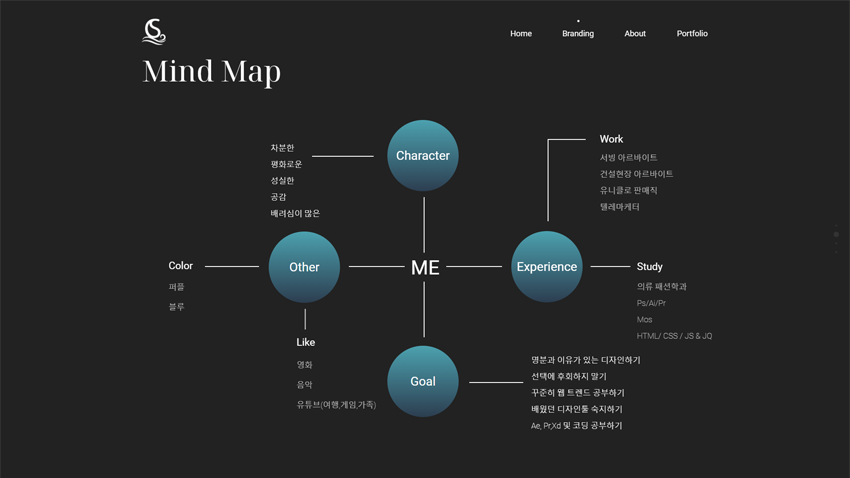 Home
Branding
About
Portfolio
Mind Map
Character
차분한
평화로운
성실한
공감
배려심이 많은
Work
서빙 아르바이트
건설현장 아르바이트
유니클로 판매직
텔레마케터
Color
퍼플
블루
Other
ME
Experience
Study
의류 패션학과
Ps/Ai/Pr
Mos
HTML/ CSS / JS & JQ
Like
영화
음악
유튜브(여행,게임,가족)
Goal
명분과 이유가 있는 디자인하기
선택에 후회하지 말기
꾸준히 웹 트렌드 공부하기
배웠던 디자인툴 숙지하기
Ae, Pr,Xd 및 코딩 공부하기